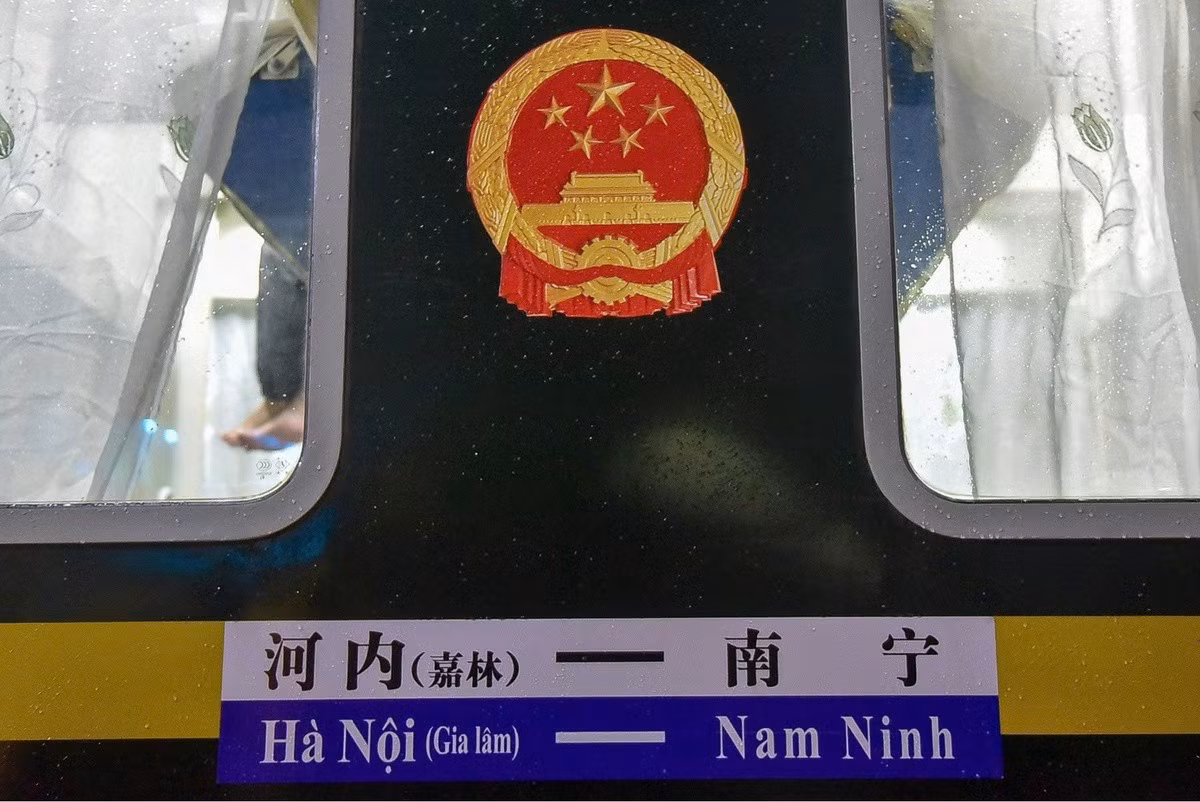 河内(嘉林) — 南宁
Hà Nội (Gia lâm) — Nam Ninh